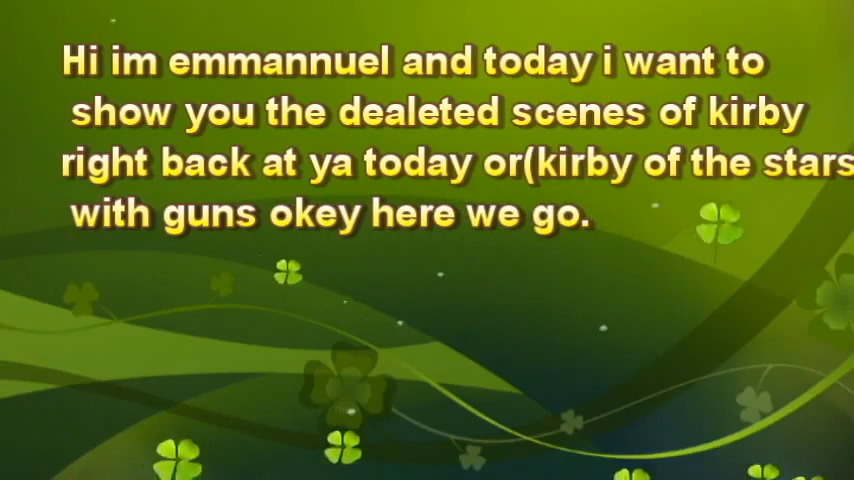 Hi im emmannuel and today i want to
show you the dealeted scenes of kirby
right back at ya today or(kirby of the stars
with guns okey here we go.